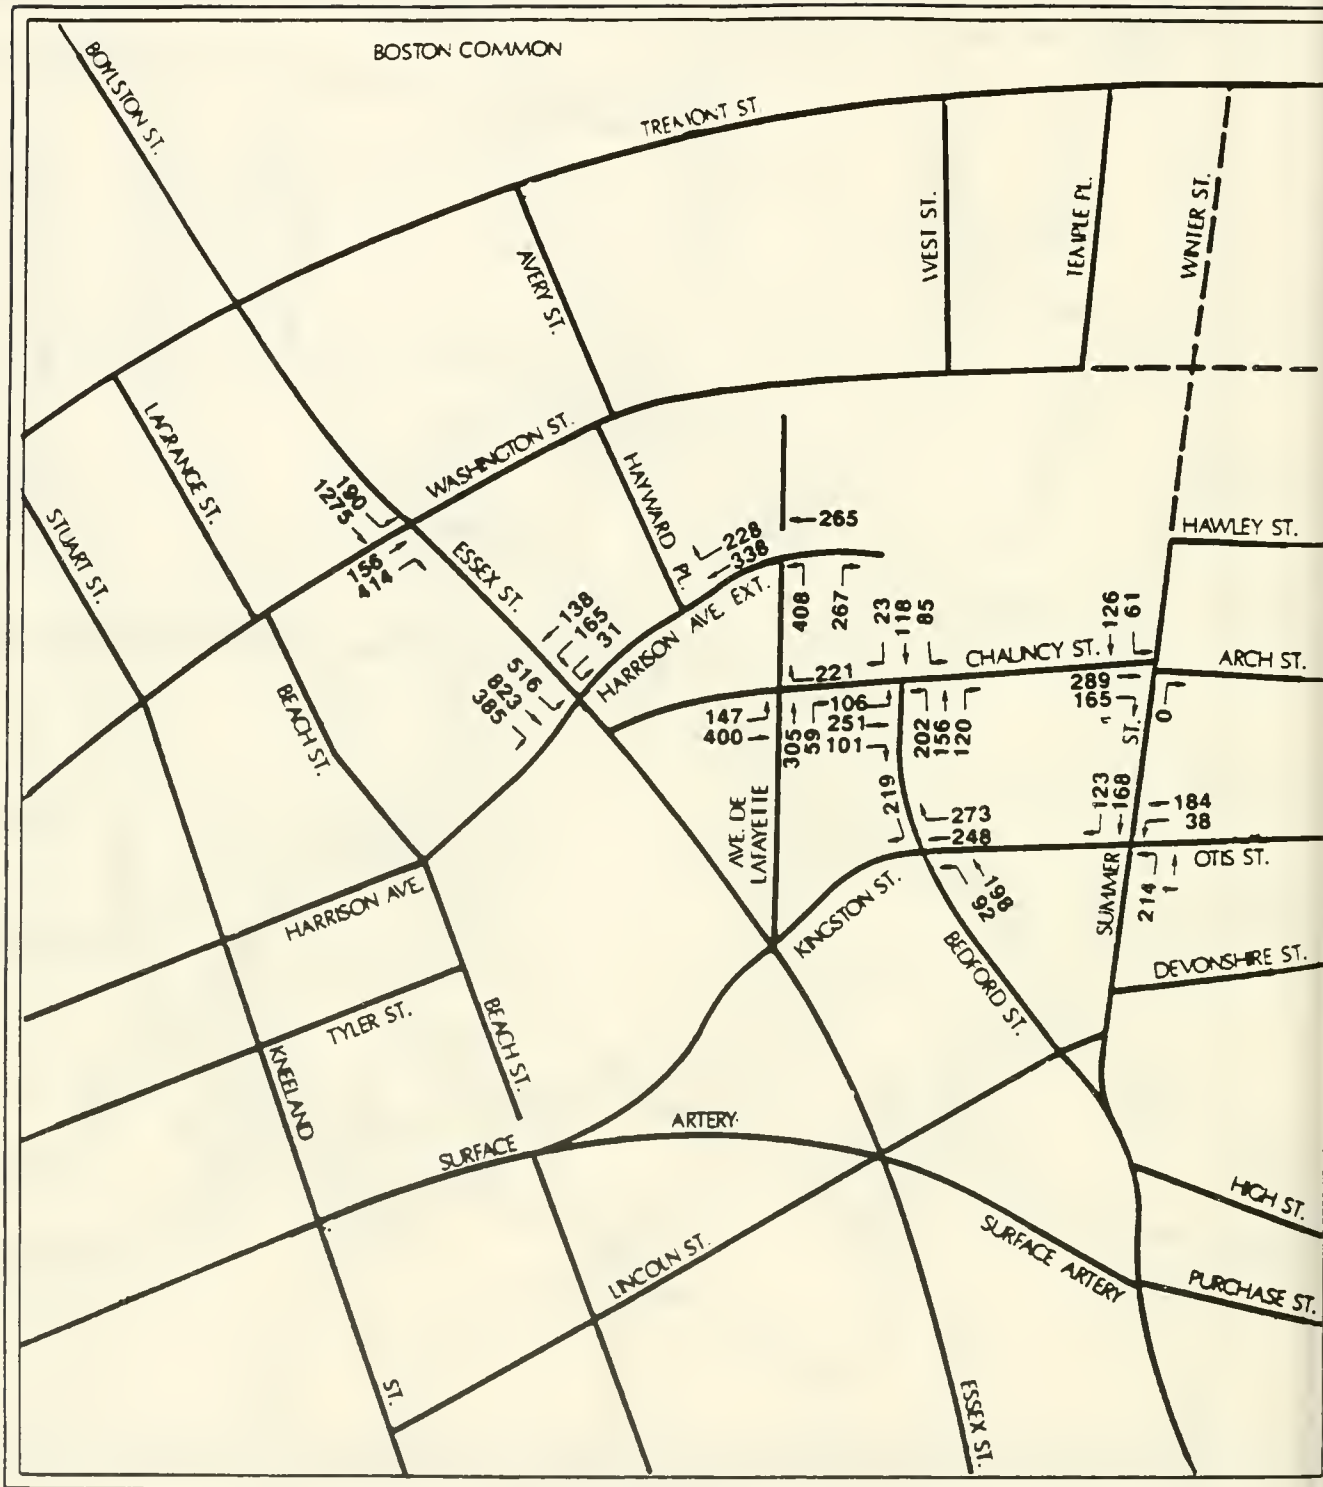 BOSTON COMMON
BOYLSTON ST.
TREMONT ST.
AVERY ST.
WEST ST.
TEMPLE PL.
WINTER ST.
LAGRANGE ST.
STUART ST.
WASHINGTON ST.
HAYWARD PL.
190
1275
156
414
ESSEX ST.
228
338
265
HAWLEY ST.
138
165
31
HARRISON AVE. EXT.
408
267
23
118
85
126
61
CHAUNCY ST.
ARCH ST.
516
823
385
BEACH ST.
221
147
400
305
59
106
251
101
202
156
120
289
165
ST.
0
AVE. DE
LAFAYETTE
219
273
248
123
168
184
38
OTIS ST.
SUMMER
214
1
198
92
KINGSTON ST.
BEDFORD ST.
DEVONSHIRE ST.
HARRISON AVE.
TYLER ST.
BEACH ST.
KNEELAND
SURFACE
ARTERY
HIGH ST.
LINCOLN ST.
SURFACE ARTERY
PURCHASE ST.
ST.
ESSEX ST.